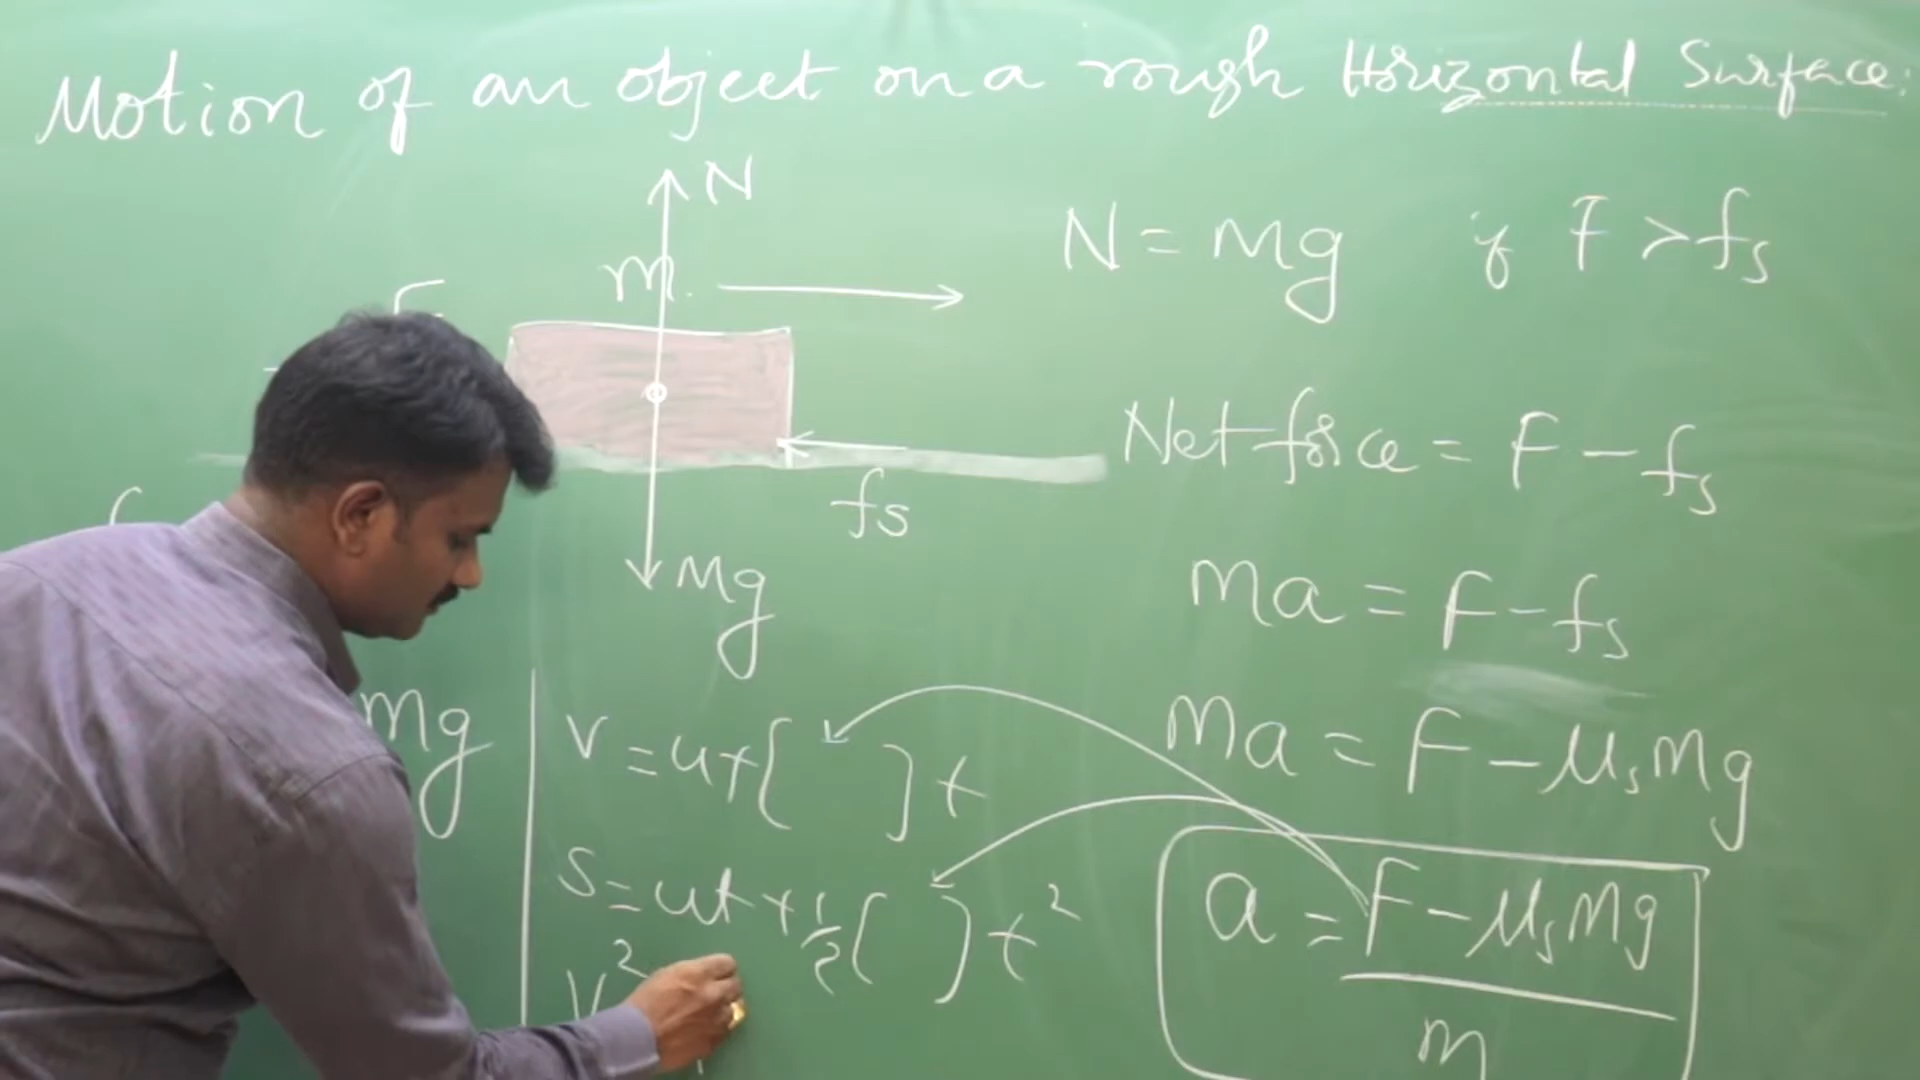 Motion of an object on a rough Horizontal Surface:
N
N = mg if F > fs
m.
F
Net force = F - fs
fs
f
Mg
ma = F - fs
mg
v = u+[ ]t
ma = F - μs mg
s = ut + 1/2 [ ] t²
a = F - μs mg / m
v²